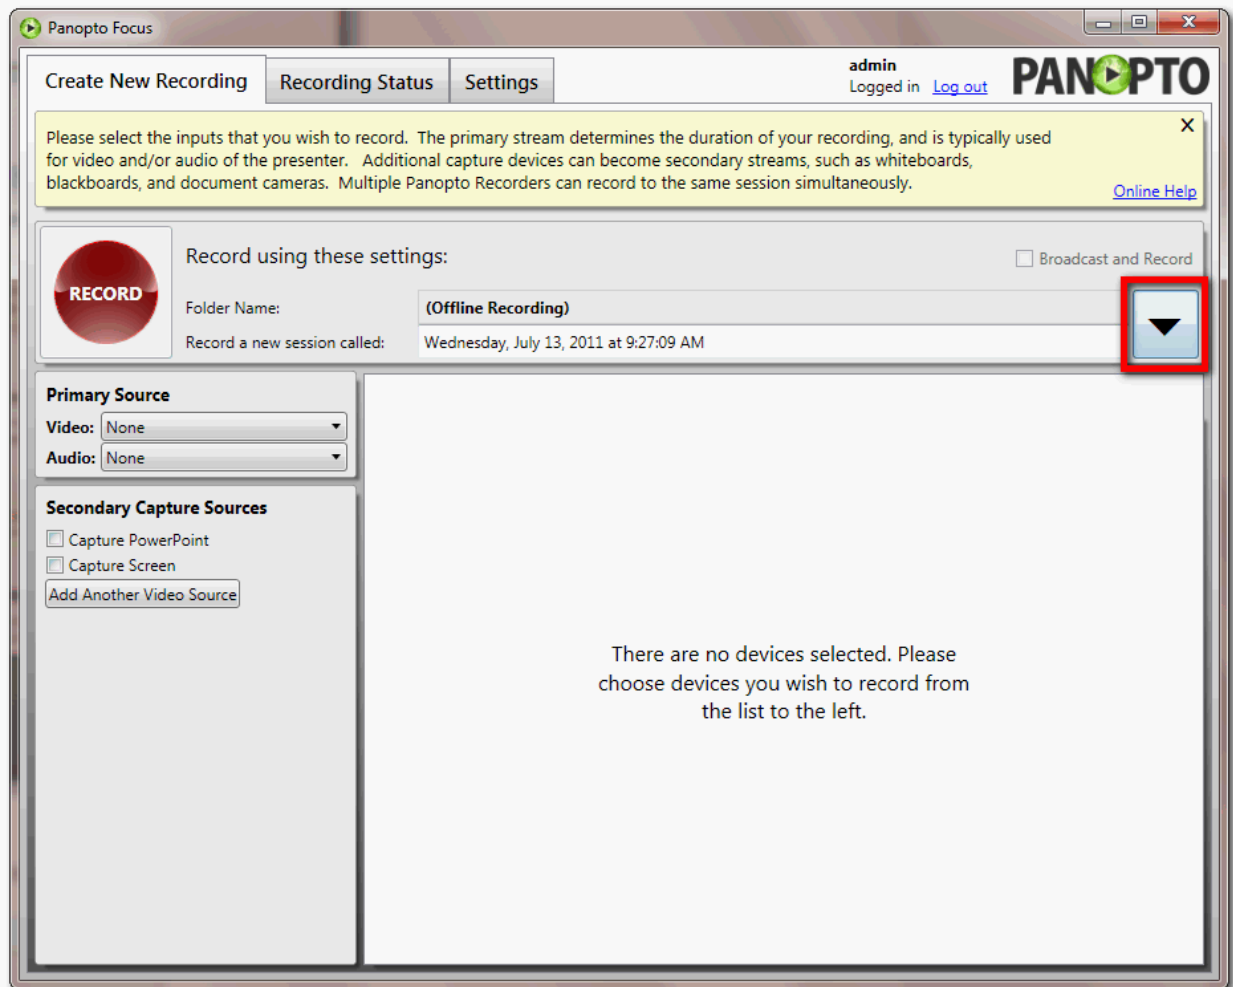 Panopto Focus
Create New Recording
Recording Status
Settings
admin
Logged in Log out
PANOPTO
Please select the inputs that you wish to record. The primary stream determines the duration of your recording, and is typically used
for video and/or audio of the presenter. Additional capture devices can become secondary streams, such as whiteboards,
blackboards, and document cameras. Multiple Panopto Recorders can record to the same session simultaneously.
X
Online Help
RECORD
Record using these settings:
Broadcast and Record
Folder Name: (Offline Recording)
Record a new session called: Wednesday, July 13, 2011 at 9:27:09 AM
Primary Source
Video: None
Audio: None
Secondary Capture Sources
Capture PowerPoint
Capture Screen
Add Another Video Source
There are no devices selected. Please
choose devices you wish to record from
the list to the left.